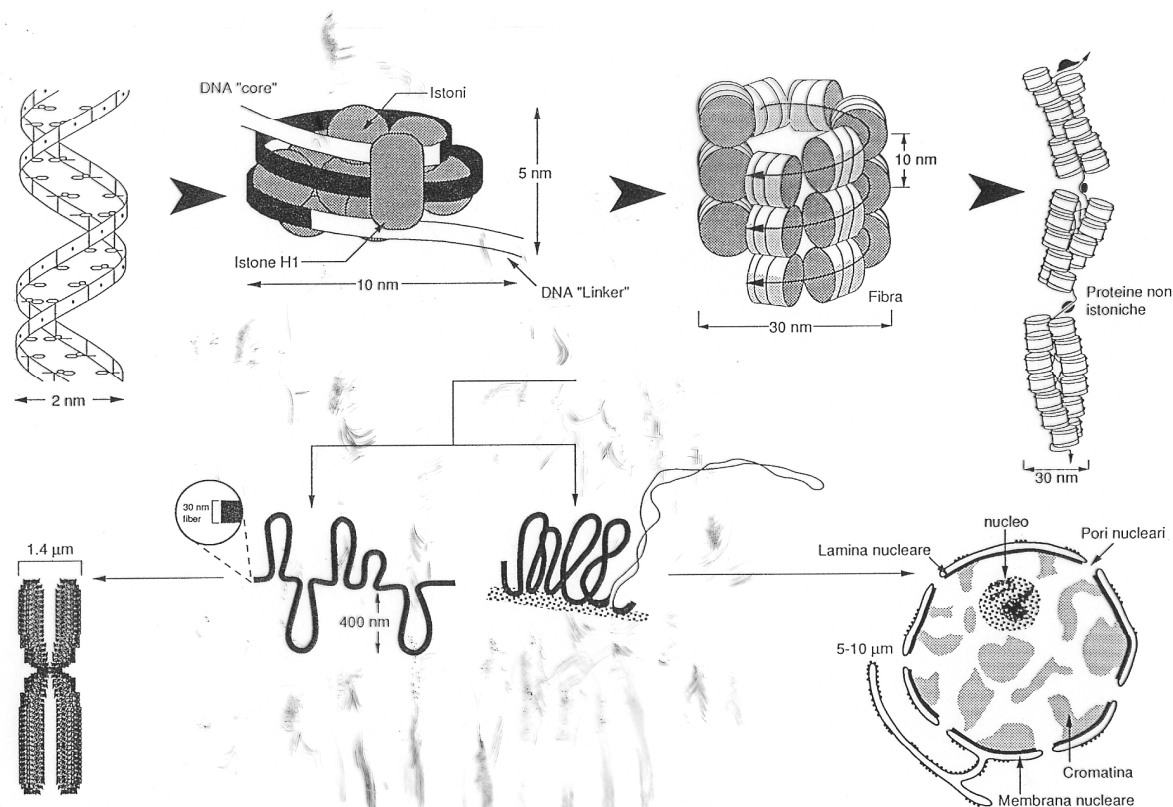 DNA "core"
Istoni
5 nm
Istone H1
10 nm
DNA "Linker"
10 nm
Fibra
30 nm
Proteine non
istoniche
30 nm
2 nm
30 nm
fiber
400 nm
1.4 µm
nucleo
Pori nucleari
Lamina nucleare
5-10 µm
Cromatina
Membrana nucleare